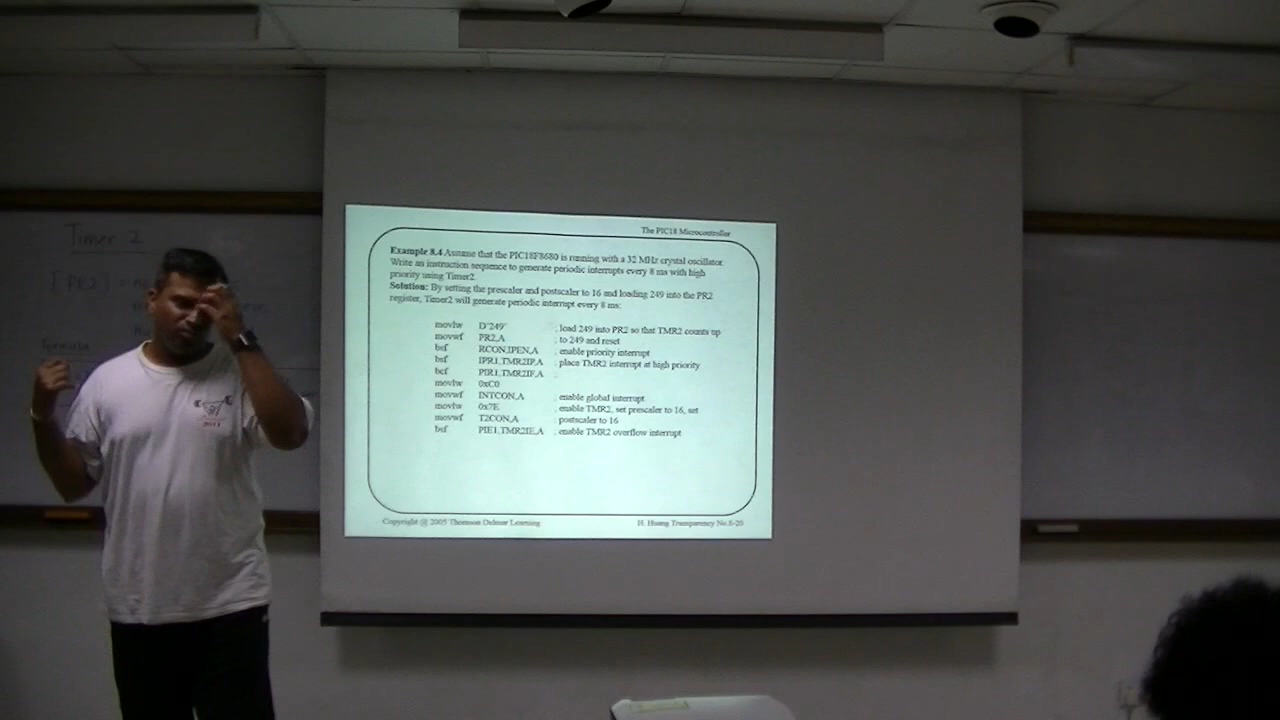 Timer 2
[PR2] =
Formula
2011
The PIC18 Microcontroller
Example 8.4 Assume that the PIC18F8680 is running with a 32 MHz crystal oscillator.
Write an instruction sequence to generate periodic interrupts every 8 ms with high
priority using Timer2.
Solution: By setting the prescaler and postscaler to 16 and loading 249 into the PR2
register, Timer2 will generate periodic interrupt every 8 ms:
movlw D'249' ; load 249 into PR2 so that TMR2 counts up
movwf PR2,A ; to 249 and reset
bsf RCON,IPEN,A ; enable priority interrupt
bsf IPR1,TMR2IP,A ; place TMR2 interrupt at high priority
bcf PIR1,TMR2IF,A ;
movlw 0xC0
movwf INTCON,A ; enable global interrupt
movlw 0x7E ; enable TMR2, set prescaler to 16, set
movwf T2CON,A ; postscaler to 16
bsf PIE1,TMR2IE,A ; enable TMR2 overflow interrupt
Copyright @ 2005 Thomson Delmar Learning H. Huang Transparency No.8-20